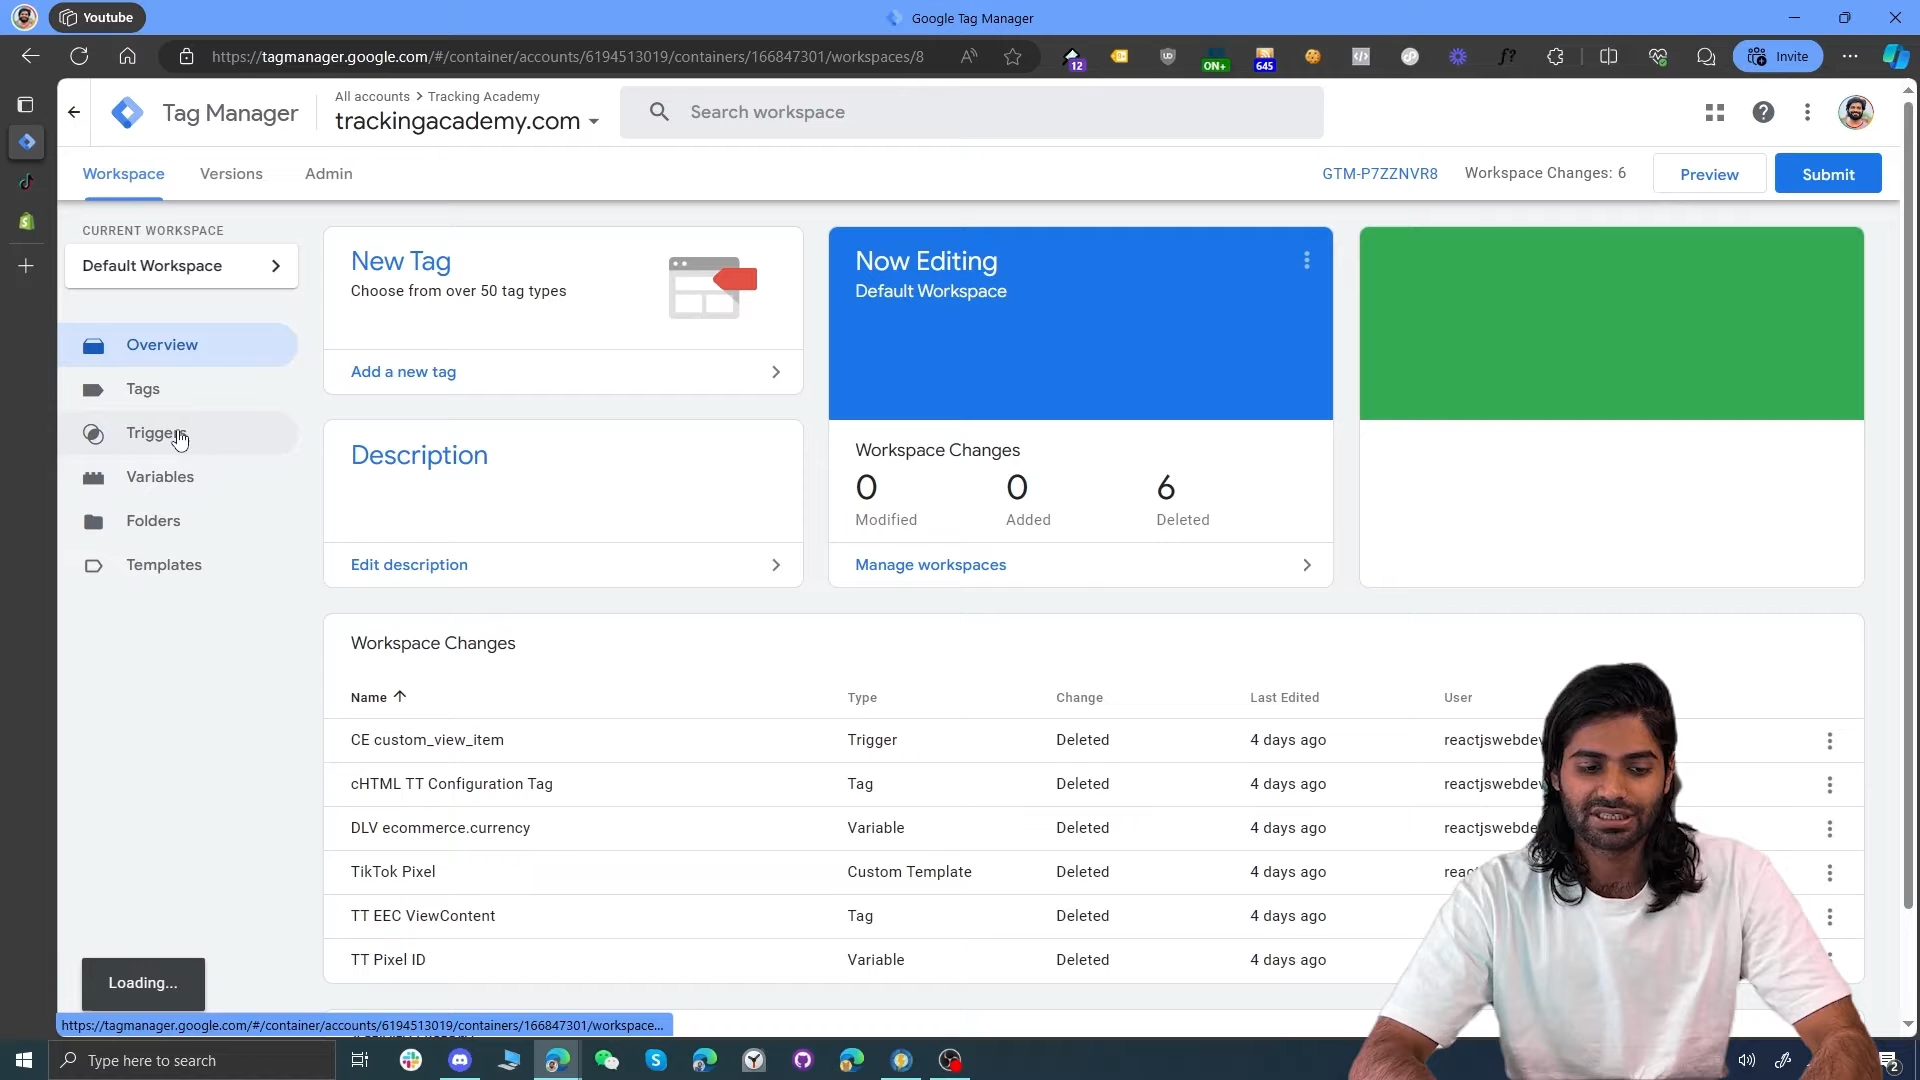 Youtube
Google Tag Manager
https://tagmanager.google.com/#/container/accounts/6194513019/containers/166847301/workspaces/8
12
ON+
645
Invite
Tag Manager
All accounts > Tracking Academy
trackingacademy.com
Search workspace
Workspace
Versions
Admin
GTM-P7ZZNVR8
Workspace Changes: 6
Preview
Submit
CURRENT WORKSPACE
Default Workspace
Overview
Tags
Triggers
Variables
Folders
Templates
New Tag
Choose from over 50 tag types
Add a new tag
Description
Edit description
Now Editing
Default Workspace
Workspace Changes
0 0 6
Modified Added Deleted
Manage workspaces
Workspace Changes
Name Type Change Last Edited User
CE custom_view_item Trigger Deleted 4 days ago reactjswebdev
cHTML TT Configuration Tag Tag Deleted 4 days ago reactjswebdev
DLV ecommerce.currency Variable Deleted 4 days ago reactjswebde
TikTok Pixel Custom Template Deleted 4 days ago
TT EEC ViewContent Tag Deleted 4 days ago
TT Pixel ID Variable Deleted 4 days ago
Loading...
https://tagmanager.google.com/#/container/accounts/6194513019/containers/166847301/workspace...
Type here to search
2